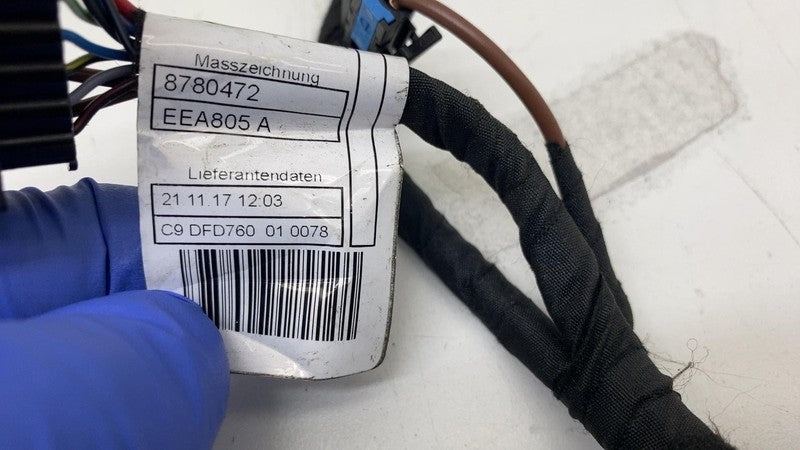 Masszeichnung
8780472
EEA805 A
Lieferantendaten
21 11.17 12:03
C9 DFD760 01 0078